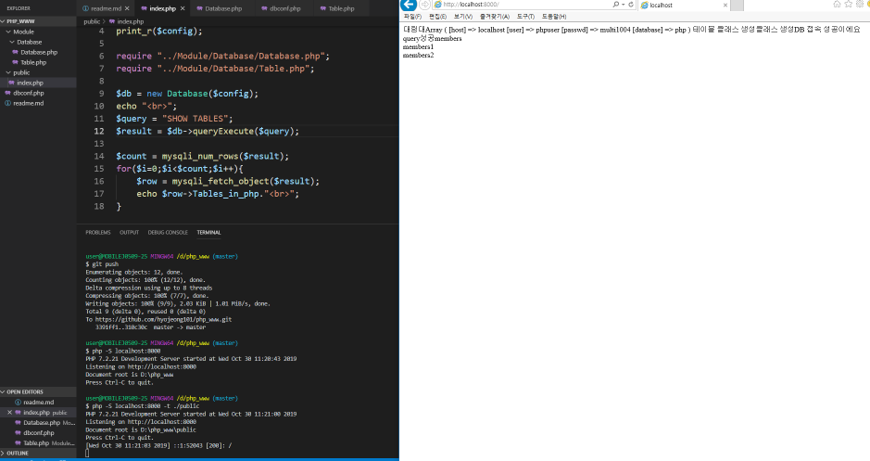 EXPLORER
PHP_WWW
Module
Database
Database.php
Table.php
public
index.php
dbconf.php
readme.md
OPEN EDITORS
readme.md
index.php public
Database.php Mod...
dbconf.php
Table.php Module...
OUTLINE
readme.md index.php Database.php dbconf.php Table.php
public > index.php
4 print_r($config);
5
6 require "../Module/Database/Database.php";
7 require "../Module/Database/Table.php";
8
9 $db = new Database($config);
10 echo "<br>";
11 $query = "SHOW TABLES";
12 $result = $db->queryExecute($query);
13
14 $count = mysqli_num_rows($result);
15 for($i=0;$i<$count;$i++){
16 $row = mysqli_fetch_object($result);
17 echo $row->Tables_in_php."<br>";
18 }
PROBLEMS OUTPUT DEBUG CONSOLE TERMINAL
user@MOBILEJ0S09-25 MINGW64 /d/php_www (master)
$ git push
Enumerating objects: 12, done.
Counting objects: 100% (12/12), done.
Delta compression using up to 8 threads
Compressing objects: 100% (7/7), done.
Writing objects: 100% (9/9), 2.03 KiB | 1.01 MiB/s, done.
Total 9 (delta 0), reused 0 (delta 0)
To https://github.com/hyojeong101/php_www.git
3391ff1..310c30c master -> master
user@MOBILEJ0S09-25 MINGW64 /d/php_www (master)
$ php -S localhost:8000
PHP 7.2.21 Development Server started at Wed Oct 30 11:20:43 2019
Listening on http://localhost:8000
Document root is D:\php_www
Press Ctrl-C to quit.
user@MOBILEJ0S09-25 MINGW64 /d/php_www (master)
$ php -S localhost:8000 -t ./public
PHP 7.2.21 Development Server started at Wed Oct 30 11:21:00 2019
Listening on http://localhost:8000
Document root is D:\php_www\public
Press Ctrl-C to quit.
[Wed Oct 30 11:21:03 2019] ::1:52043 [200]: /
http://localhost:8000/ localhost
파일(F) 편집(E) 보기(V) 즐겨찾기(A) 도구(T) 도움말(H)
Array ( [host] => localhost [user] => phpuser [passwd] => multi1004 [database] => php ) 테이블 클래스 생성클래스 생성DB 접속 성공이에요
query성공members
members1
members2